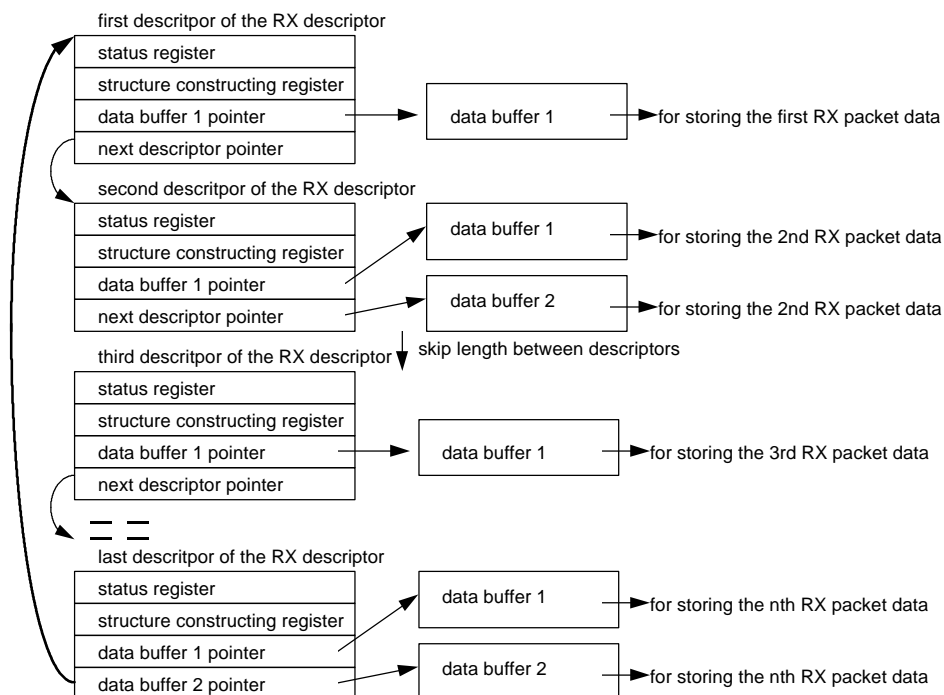 first descritpor of the RX descriptor
status register
structure constructing register
data buffer 1 pointer
next descriptor pointer
data buffer 1
for storing the first RX packet data
second descritpor of the RX descriptor
status register
structure constructing register
data buffer 1 pointer
next descriptor pointer
data buffer 1
for storing the 2nd RX packet data
data buffer 2
for storing the 2nd RX packet data
skip length between descriptors
third descritpor of the RX descriptor
status register
structure constructing register
data buffer 1 pointer
next descriptor pointer
data buffer 1
for storing the 3rd RX packet data
last descritpor of the RX descriptor
status register
structure constructing register
data buffer 1 pointer
data buffer 2 pointer
data buffer 1
for storing the nth RX packet data
data buffer 2
for storing the nth RX packet data